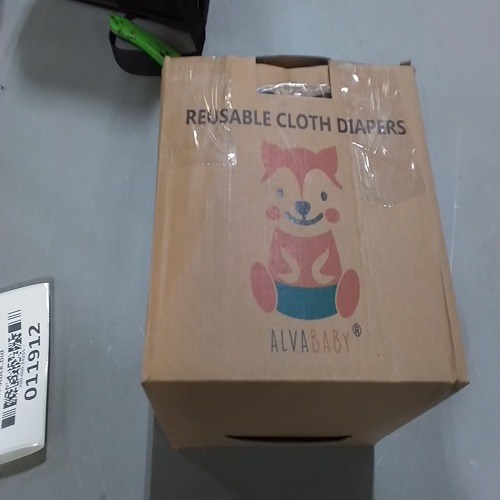 REUSABLE CLOTH DIAPERS
ALVABABY®
011912